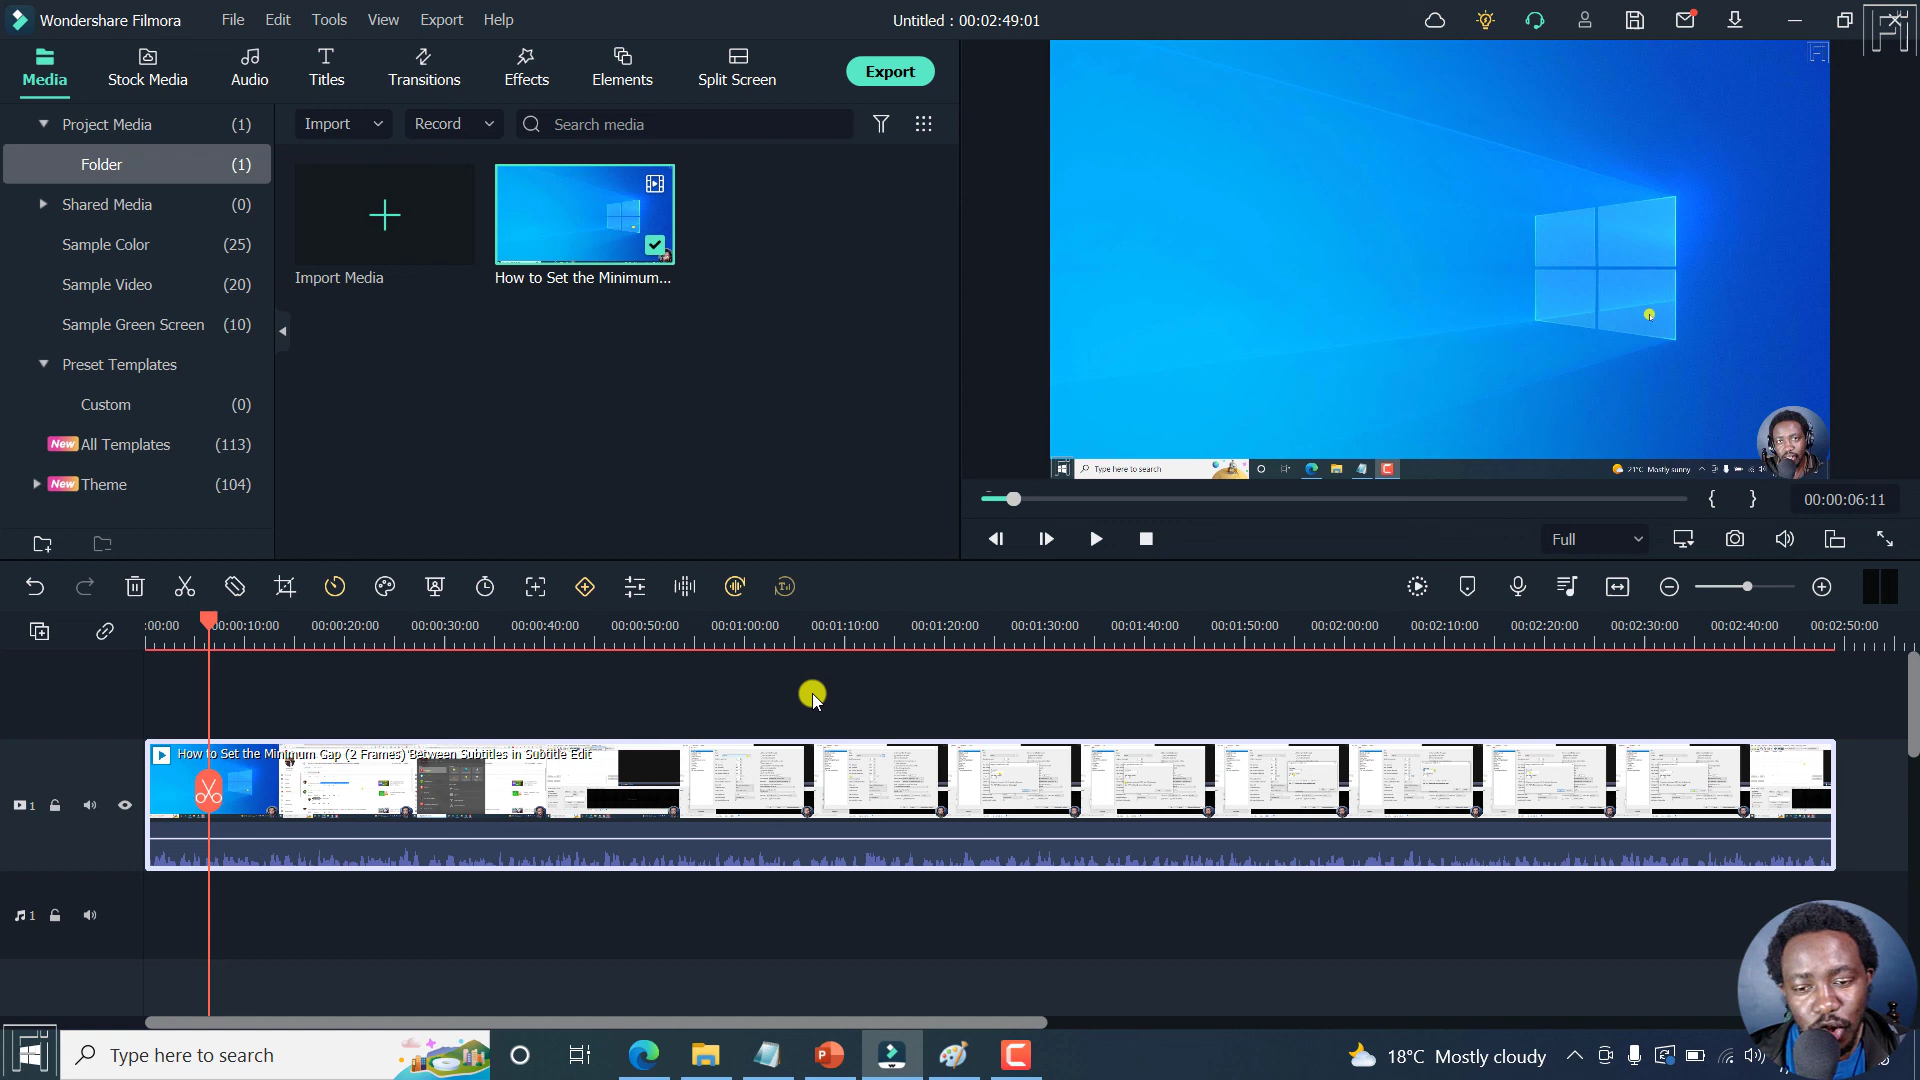 Wondershare Filmora File Edit Tools View Export Help Untitled : 00:02:49:01
Media Stock Media Audio Titles Transitions Effects Elements Split Screen Export
Project Media (1)
Folder (1)
Shared Media (0)
Sample Color (25)
Sample Video (20)
Sample Green Screen (10)
Preset Templates
Custom (0)
New All Templates (113)
New Theme (104)
Import Record Search media
Import Media How to Set the Minimum...
Type here to search 21°C Mostly sunny
00:00:06:11
Full
:00:00 00:00:10:00 00:00:20:00 00:00:30:00 00:00:40:00 00:00:50:00 00:01:00:00 00:01:10:00 00:01:20:00 00:01:30:00 00:01:40:00 00:01:50:00 00:02:00:00 00:02:10:00 00:02:20:00 00:02:30:00 00:02:40:00 00:02:50:00
How to Set the Minimum Gap (2 Frames) Between Subtitles in Subtitle Edit
1
1
Type here to search 18°C Mostly cloudy